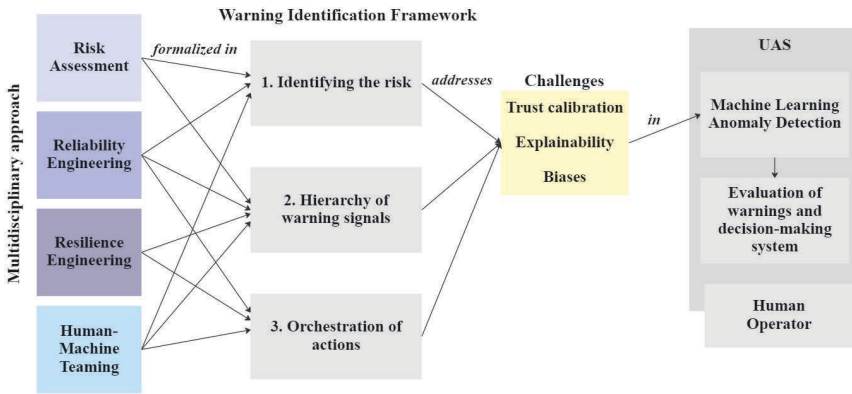 Warning Identification Framework
Multidisciplinary approach
Risk
Assessment
Reliability
Engineering
Resilience
Engineering
Human-
Machine
Teaming
formalized in
1. Identifying the risk
2. Hierarchy of
warning signals
3. Orchestration of
actions
addresses
Challenges
Trust calibration
Explainability
Biases
in
UAS
Machine Learning
Anomaly Detection
Evaluation of
warnings and
decision-making
system
Human
Operator